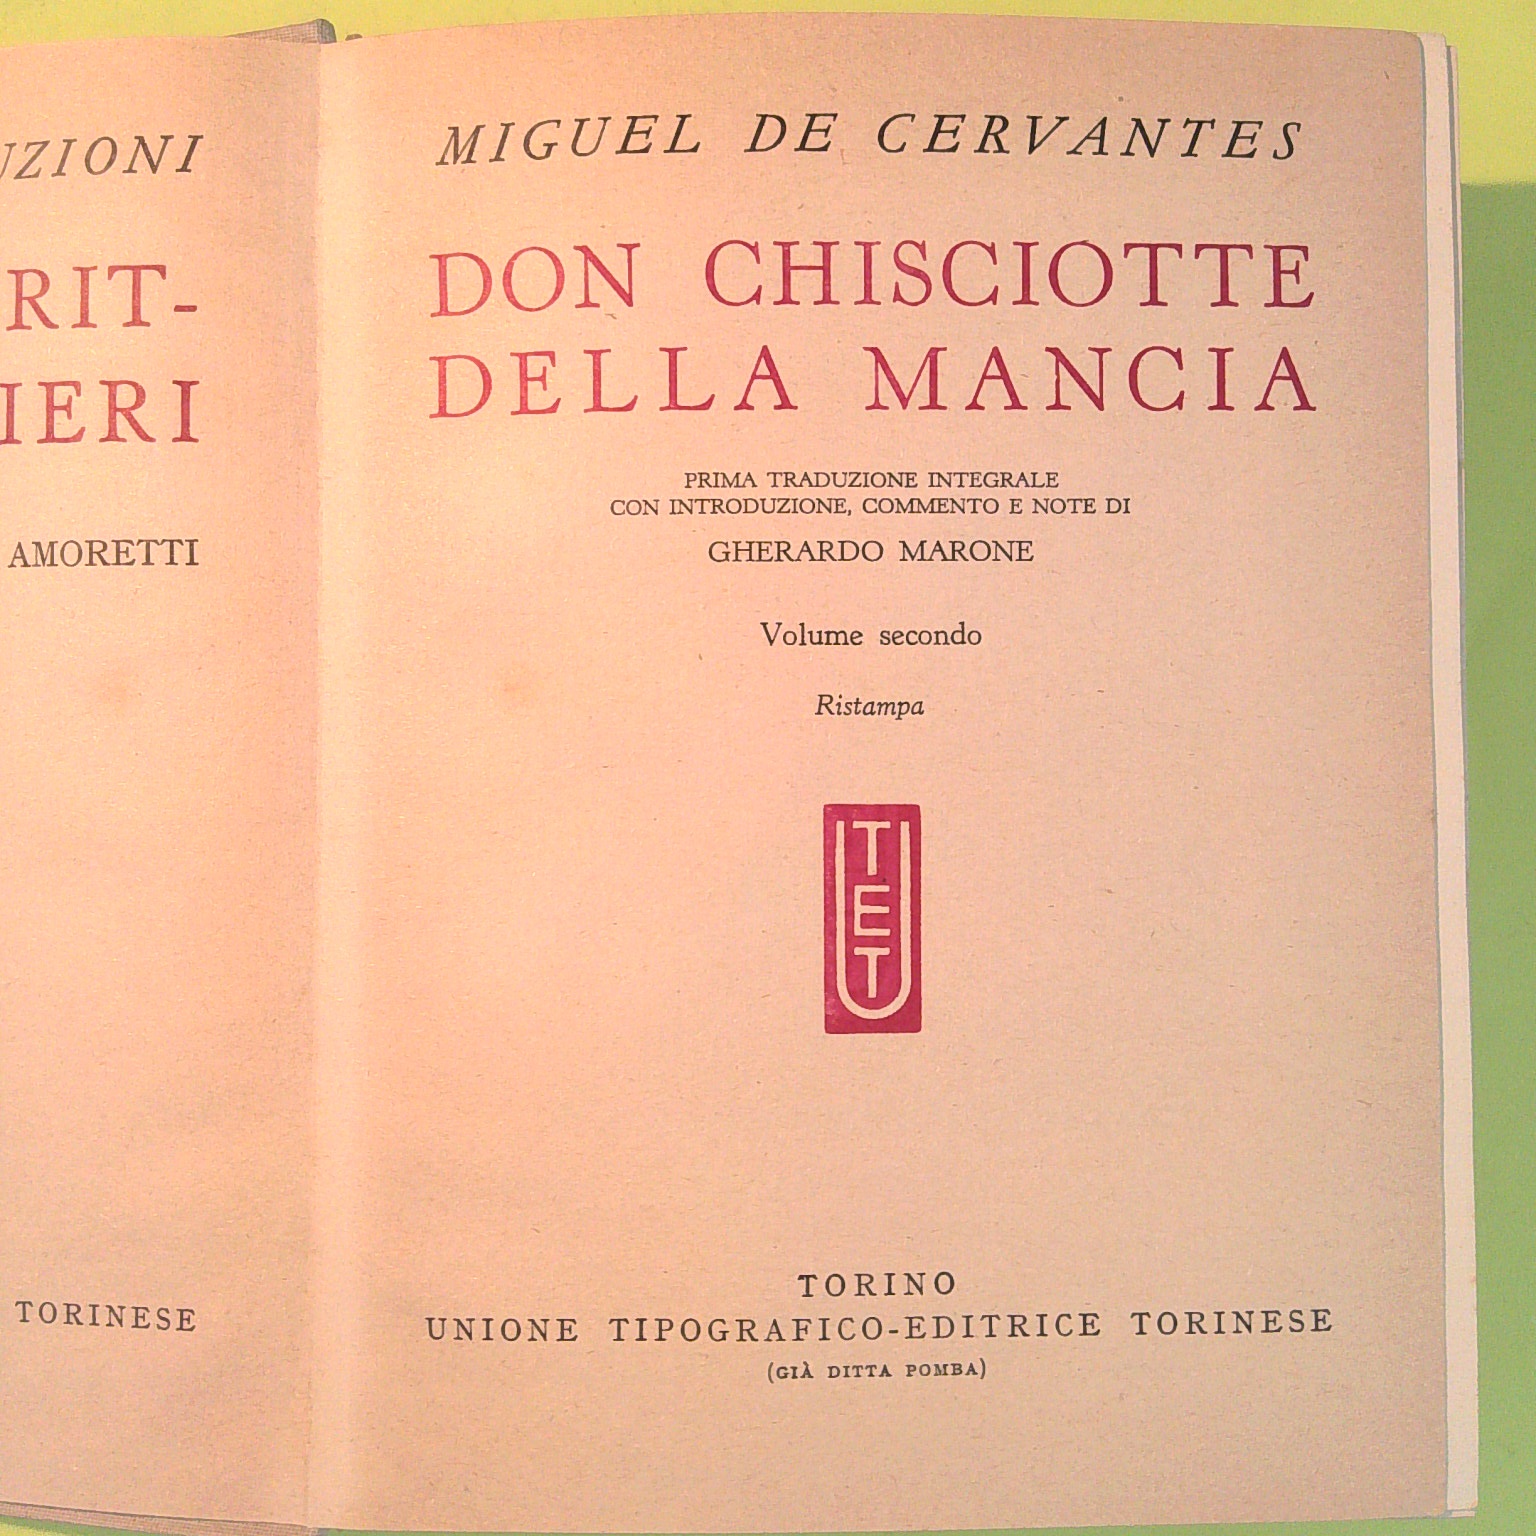 UZIONI
RIT-
IERI
AMORETTI
TORINESE
MIGUEL DE CERVANTES
DON CHISCIOTTE
DELLA MANCIA
PRIMA TRADUZIONE INTEGRALE
CON INTRODUZIONE, COMMENTO E NOTE DI
GHERARDO MARONE
Volume secondo
Ristampa
UTET
TORINO
UNIONE TIPOGRAFICO-EDITRICE TORINESE
(GIÀ DITTA POMBA)